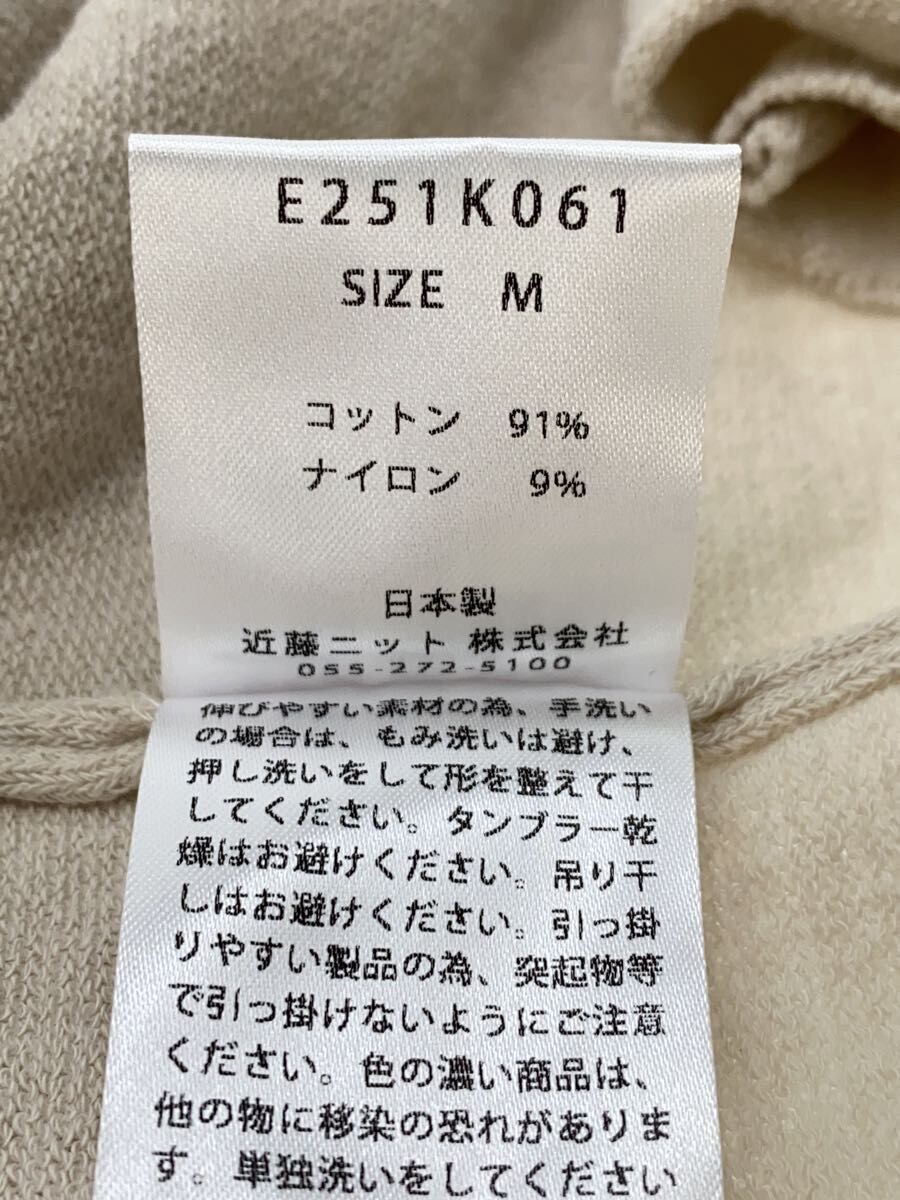 E251K061
SIZE M
コットン 91%
ナイロン 9%
日本製
近藤ニット 株式会社
055-272-5100
伸びやすい素材の為、手洗い
の場合は、もみ洗いは避け、
押し洗いをして形を整えて干
してください。タンブラー乾
燥はお避けください。吊り干
しはお避けください。引っ掛
りやすい製品の為、突起物等
で引っ掛けないようにご注意
ください。色の濃い商品は、
他の物に移染の恐れがありま
す。単独洗いをしてください